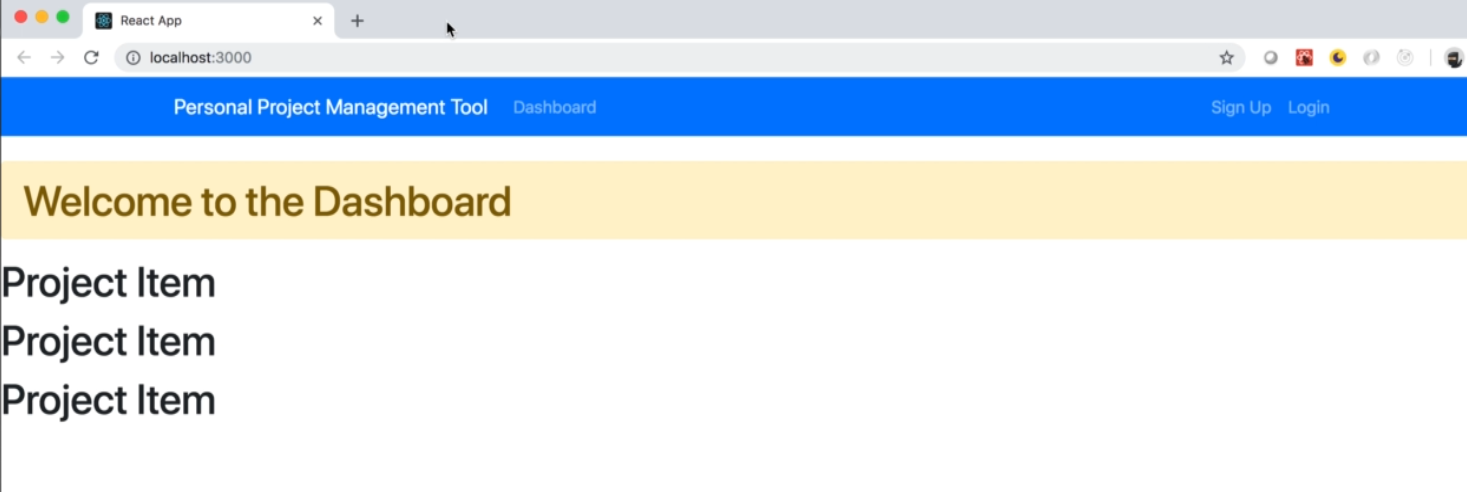 React App
localhost:3000
Personal Project Management Tool Dashboard Sign Up Login
Welcome to the Dashboard
Project Item
Project Item
Project Item